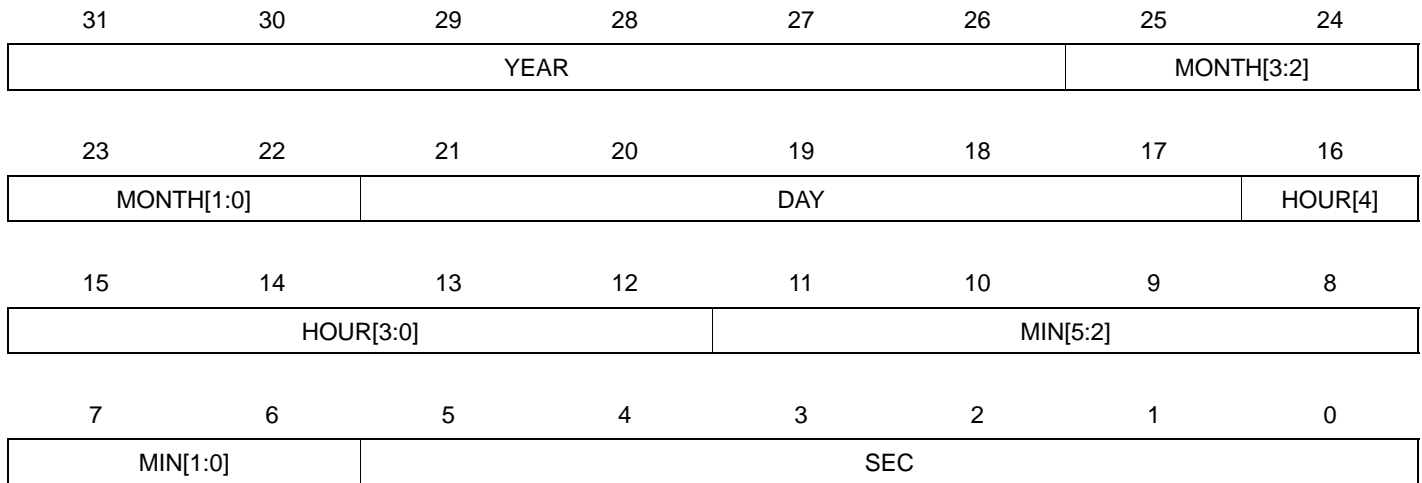 31 30 29 28 27 26 25 24
YEAR MONTH[3:2]
23 22 21 20 19 18 17 16
MONTH[1:0] DAY HOUR[4]
15 14 13 12 11 10 9 8
HOUR[3:0] MIN[5:2]
7 6 5 4 3 2 1 0
MIN[1:0] SEC